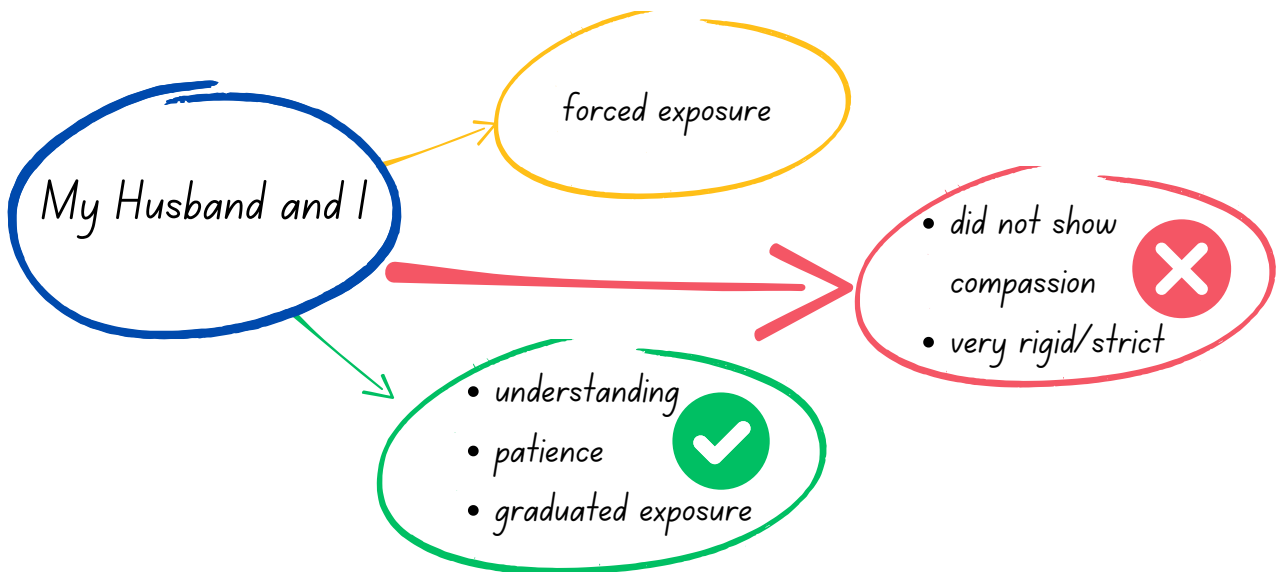 forced exposure
My Husband and I
• did not show
compassion
• very rigid/strict
• understanding
• patience
• graduated exposure